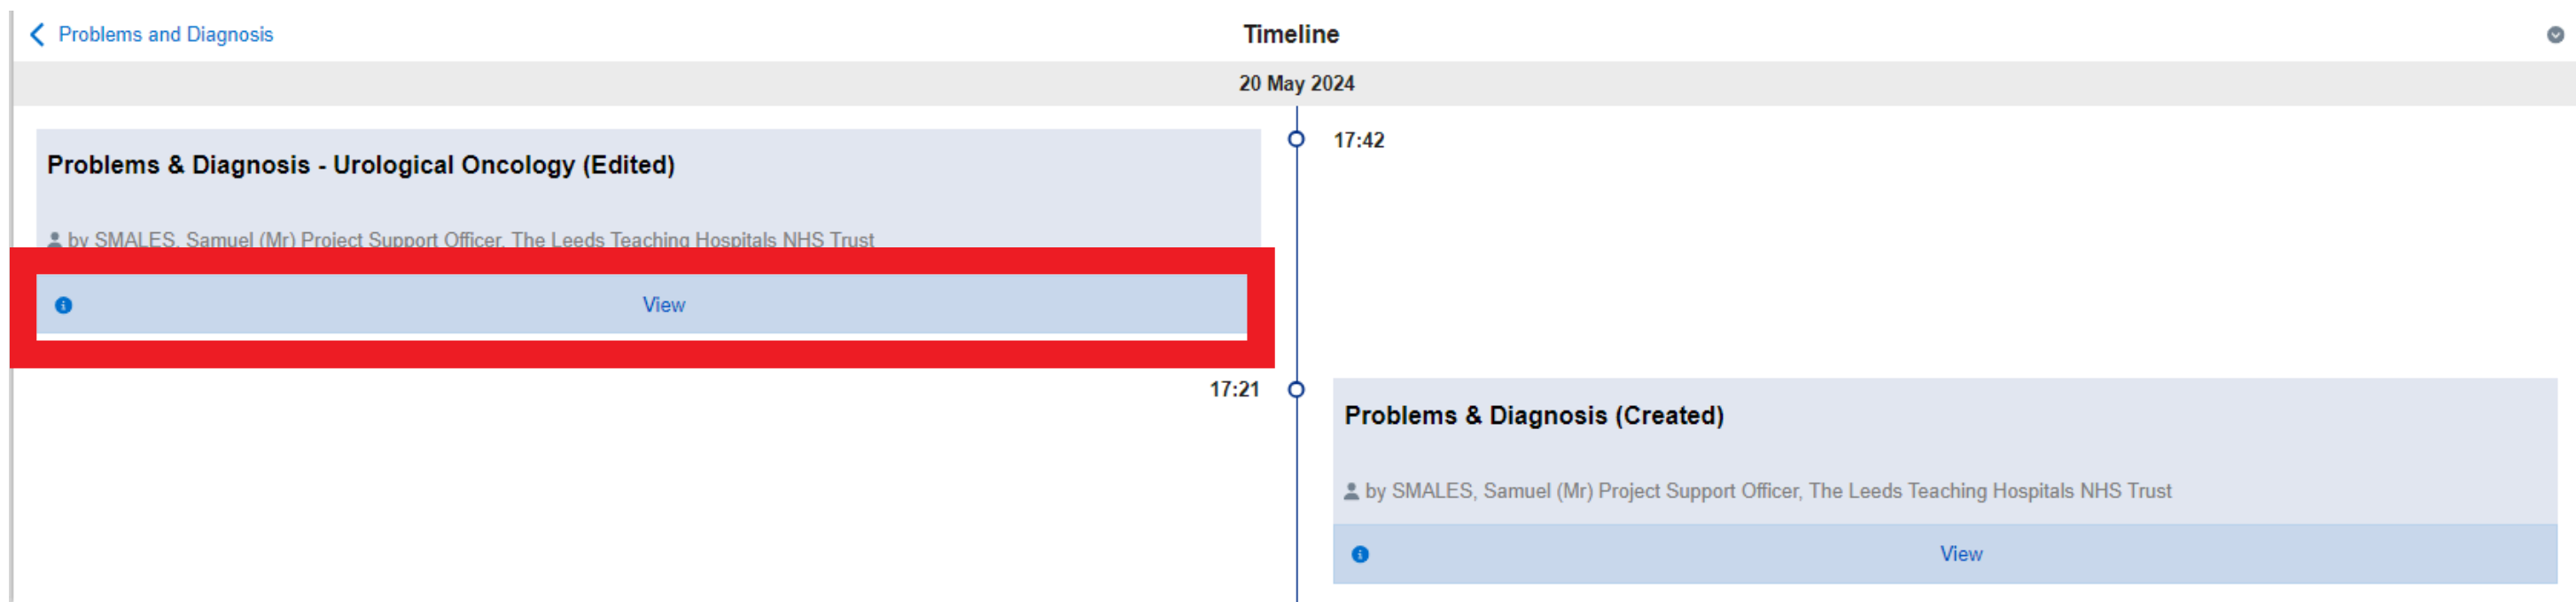 Problems and Diagnosis
Timeline
20 May 2024
17:42
Problems & Diagnosis - Urological Oncology (Edited)
by SMALES, Samuel (Mr) Project Support Officer, The Leeds Teaching Hospitals NHS Trust
View
17:21
Problems & Diagnosis (Created)
by SMALES, Samuel (Mr) Project Support Officer, The Leeds Teaching Hospitals NHS Trust
View